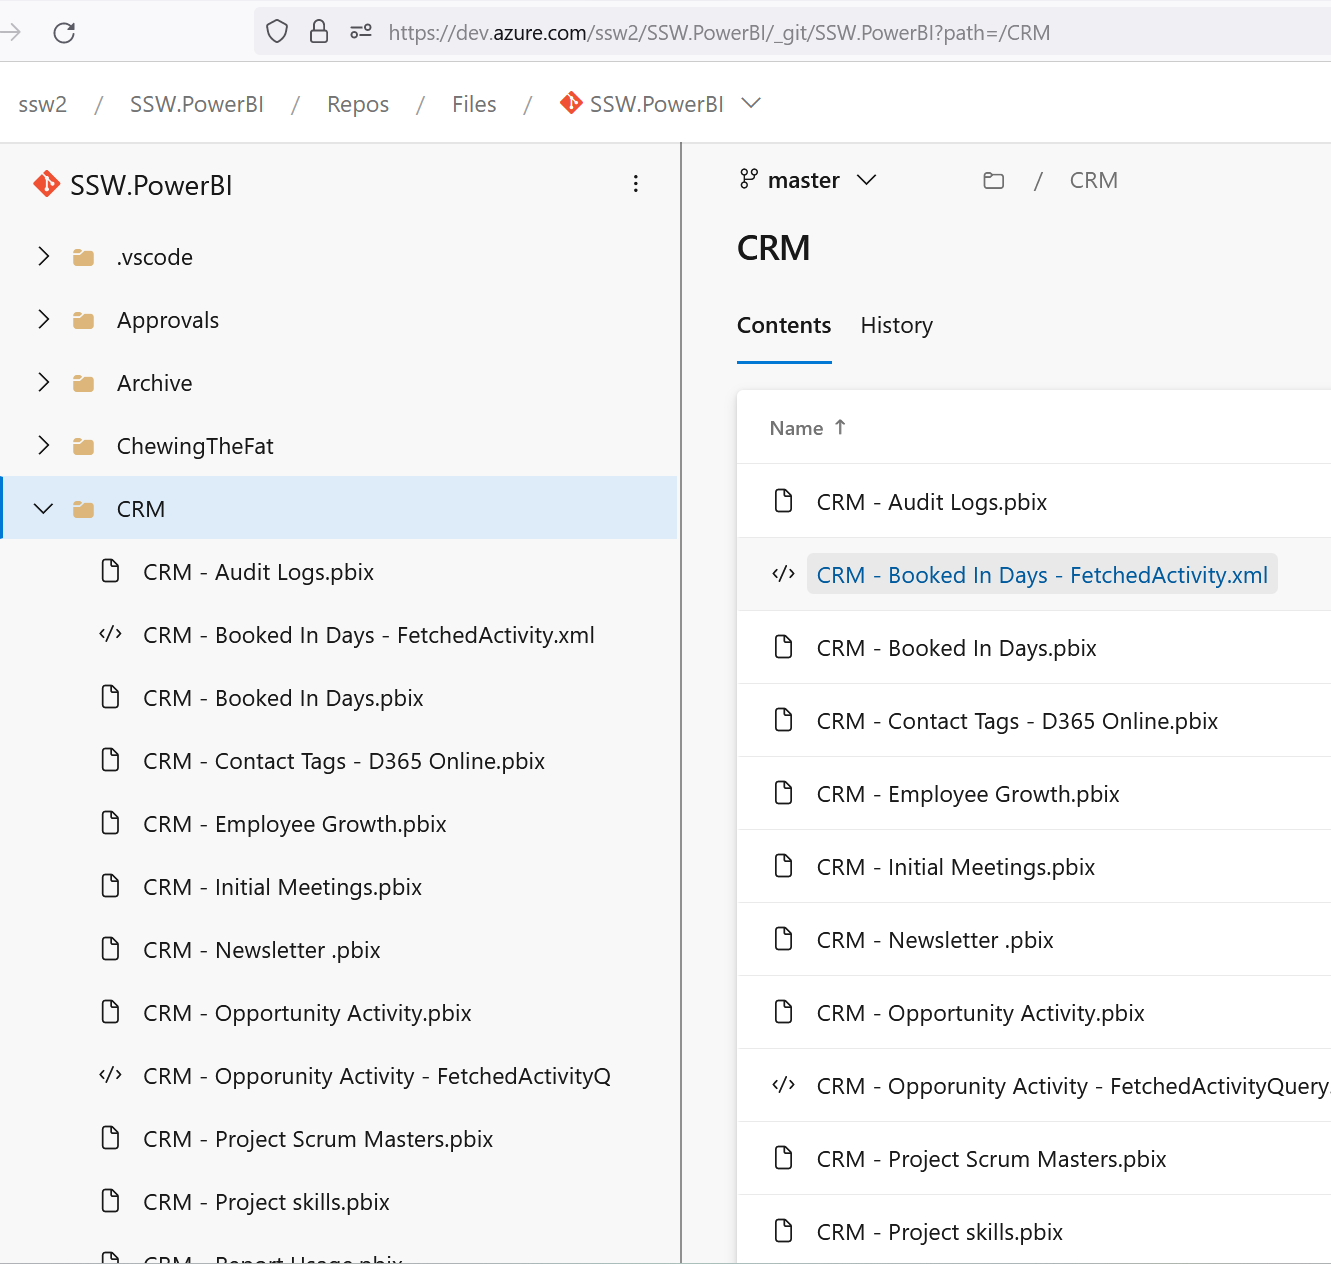 https://dev.azure.com/ssw2/SSW.PowerBI/_git/SSW.PowerBI?path=/CRM
ssw2 / SSW.PowerBI / Repos / Files / SSW.PowerBI
SSW.PowerBI
.vscode
Approvals
Archive
ChewingTheFat
CRM
CRM - Audit Logs.pbix
CRM - Booked In Days - FetchedActivity.xml
CRM - Booked In Days.pbix
CRM - Contact Tags - D365 Online.pbix
CRM - Employee Growth.pbix
CRM - Initial Meetings.pbix
CRM - Newsletter .pbix
CRM - Opportunity Activity.pbix
CRM - Opporunity Activity - FetchedActivityQ
CRM - Project Scrum Masters.pbix
CRM - Project skills.pbix
CRM - Report Usage.pbix
master / CRM
CRM
Contents History
Name ↑
CRM - Audit Logs.pbix
CRM - Booked In Days - FetchedActivity.xml
CRM - Booked In Days.pbix
CRM - Contact Tags - D365 Online.pbix
CRM - Employee Growth.pbix
CRM - Initial Meetings.pbix
CRM - Newsletter .pbix
CRM - Opportunity Activity.pbix
CRM - Opporunity Activity - FetchedActivityQuery.
CRM - Project Scrum Masters.pbix
CRM - Project skills.pbix